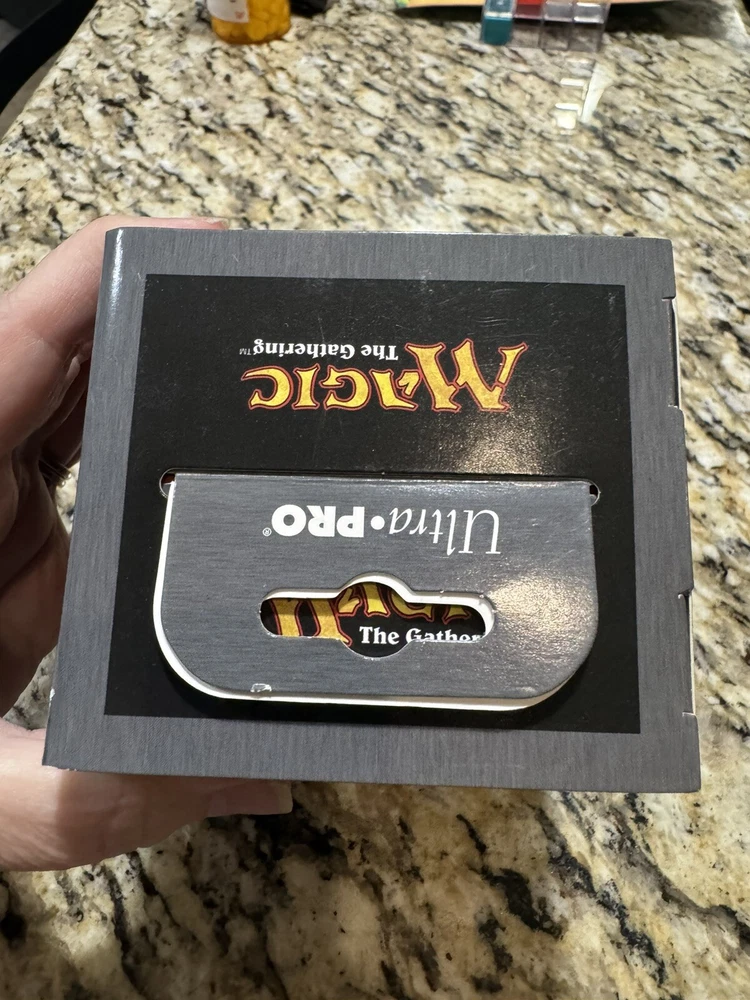 MAGIC
The Gathering™
Ultra•PRO®
The Gather